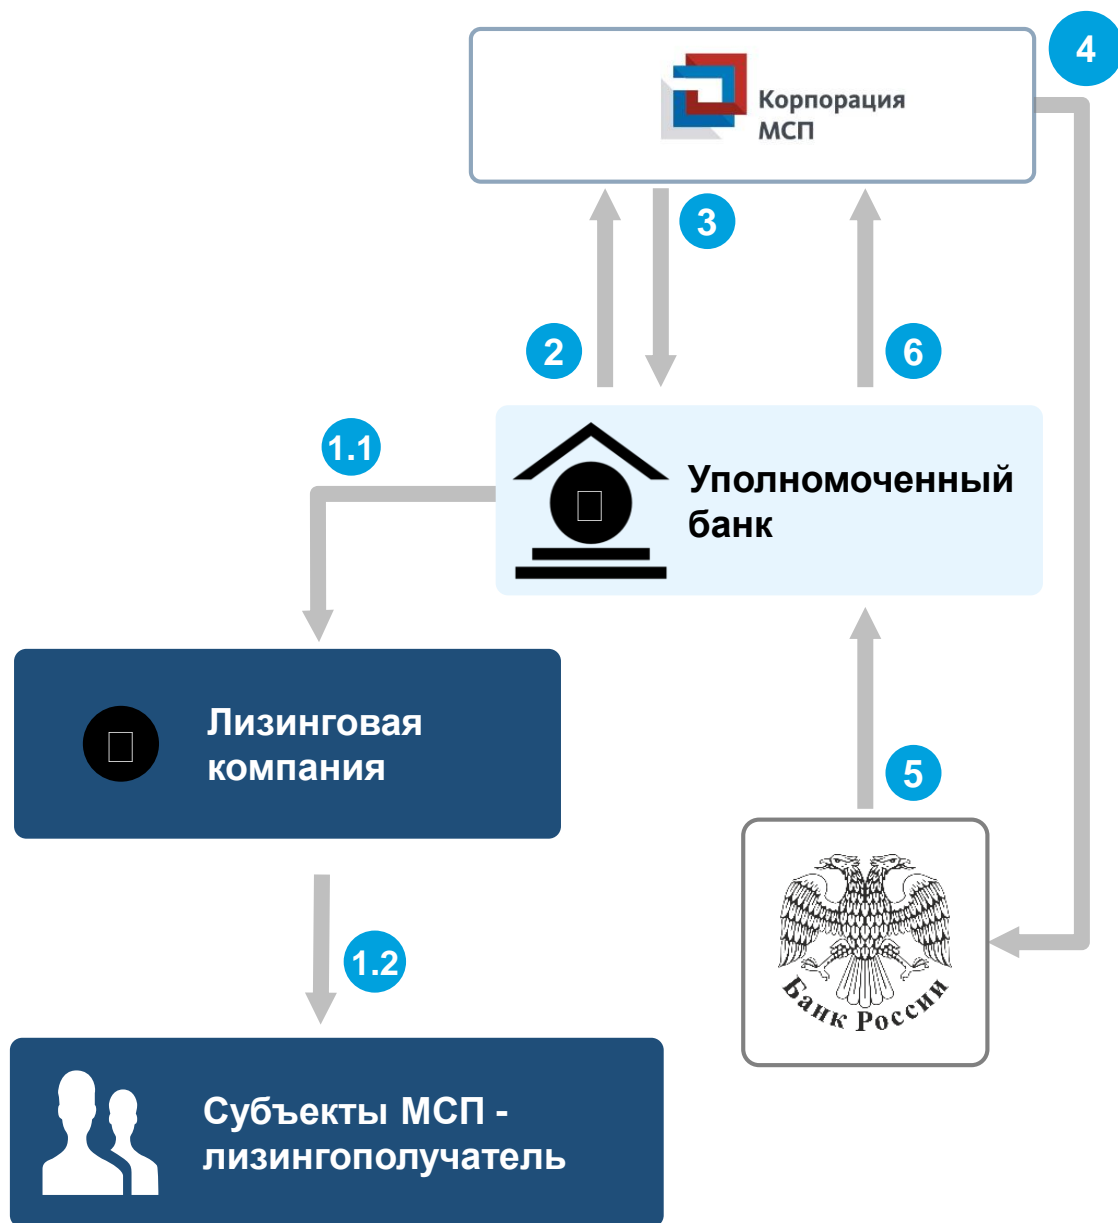 4
Корпорация
МСП
3
2
6
1.1
Уполномоченный
банк
Лизинговая
компания
5
1.2
Банк России
Субъекты МСП -
лизингополучатель